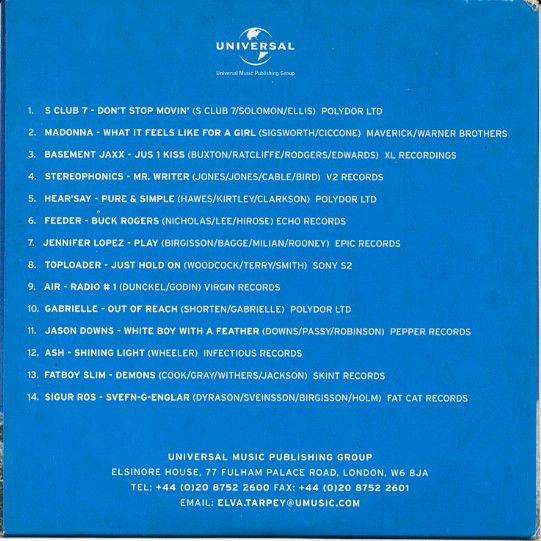 UNIVERSAL
Universal Music Publishing Group
1. S CLUB 7 - DON'T STOP MOVIN' (S CLUB 7/SOLOMON/ELLIS) POLYDOR LTD
2. MADONNA - WHAT IT FEELS LIKE FOR A GIRL (SIGSWORTH/CICCONE) MAVERICK/WARNER BROTHERS
3. BASEMENT JAXX - JUS 1 KISS (BUXTON/RATCLIFFE/RODGERS/EDWARDS) XL RECORDINGS
4. STEREOPHONICS - MR. WRITER (JONES/JONES/CABLE/BIRD) V2 RECORDS
5. HEAR'SAY - PURE & SIMPLE (HAWES/KIRTLEY/CLARKSON) POLYDOR LTD
6. FEEDER - BUCK ROGERS (NICHOLAS/LEE/HIROSE) ECHO RECORDS
7. JENNIFER LOPEZ - PLAY (BIRGISSON/BAGGE/MILIAN/ROONEY) EPIC RECORDS
8. TOPLOADER - JUST HOLD ON (WOODCOCK/TERRY/SMITH) SONY S2
9. AIR - RADIO # 1 (DUNCKEL/GODIN) VIRGIN RECORDS
10. GABRIELLE - OUT OF REACH (SHORTEN/GABRIELLE) POLYDOR LTD
11. JASON DOWNS - WHITE BOY WITH A FEATHER (DOWNS/PASSY/ROBINSON) PEPPER RECORDS
12. ASH - SHINING LIGHT (WHEELER) INFECTIOUS RECORDS
13. FATBOY SLIM - DEMONS (COOK/GRAY/WITHERS/JACKSON) SKINT RECORDS
14. SIGUR ROS - SVEFN-G-ENGLAR (DYRASON/SVEINSSON/BIRGISSON/HOLM) FAT CAT RECORDS
UNIVERSAL MUSIC PUBLISHING GROUP
ELSINORE HOUSE, 77 FULHAM PALACE ROAD, LONDON, W6 8JA
TEL: +44 (0)20 8752 2600 FAX: +44 (0)20 8752 2601
EMAIL: ELVA.TARPEY@UMUSIC.COM